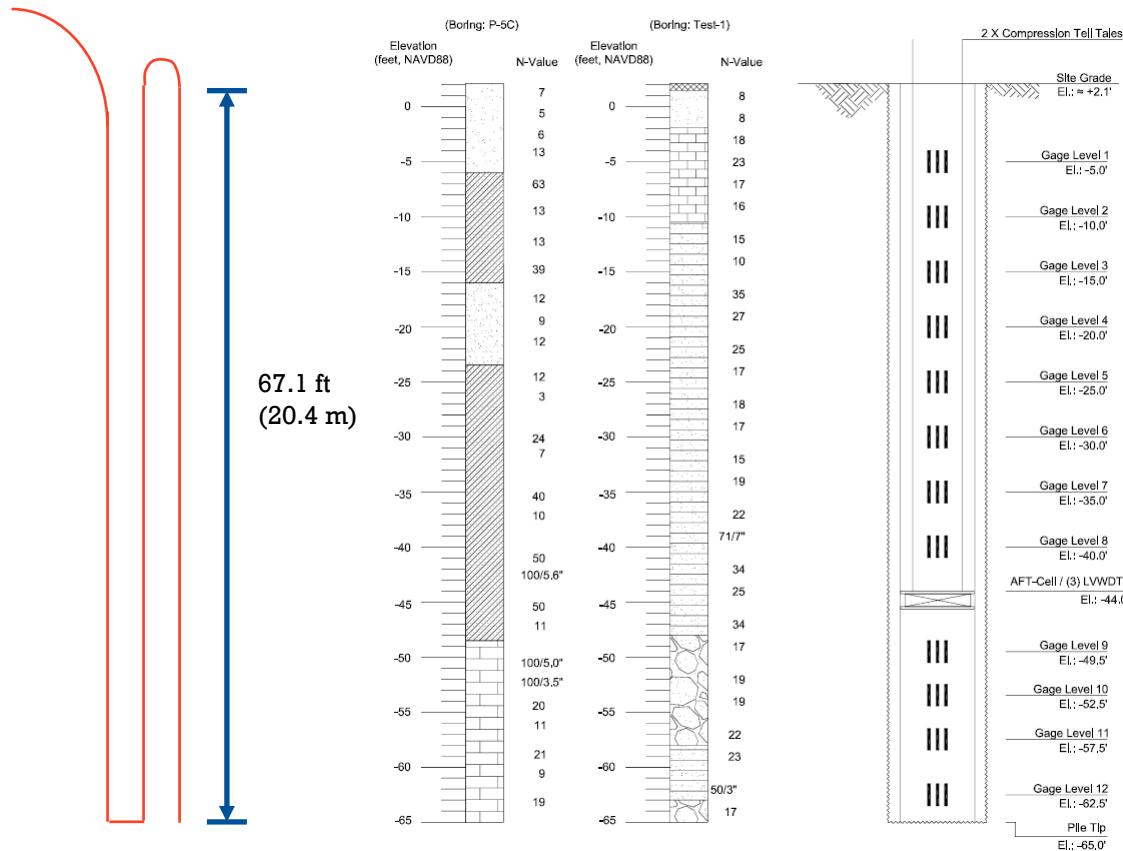 67.1 ft
(20.4 m)
(Boring: P-5C)
Elevation
(feet, NAVD88)
N-Value
0
-5
-10
-15
-20
-25
-30
-35
-40
-45
-50
-55
-60
-65
7
5
6
13
63
13
13
39
12
9
12
12
3
24
7
40
10
50
100/5.6"
50
11
100/5.0"
100/3.5"
20
11
21
9
19
(Boring: Test-1)
Elevation
(feet, NAVD88)
N-Value
0
-5
-10
-15
-20
-25
-30
-35
-40
-45
-50
-55
-60
-65
8
8
18
23
17
16
15
10
35
27
25
17
18
17
15
19
22
71/7"
34
25
34
17
19
19
22
23
50/3"
17
2 X Compression Tell Tales
Site Grade
El.: ≈ +2.1'
Gage Level 1
El.: -5.0'
Gage Level 2
El.: -10.0'
Gage Level 3
El.: -15.0'
Gage Level 4
El.: -20.0'
Gage Level 5
El.: -25.0'
Gage Level 6
El.: -30.0'
Gage Level 7
El.: -35.0'
Gage Level 8
El.: -40.0'
AFT-Cell / (3) LVWDT
El.: -44.
Gage Level 9
El.: -49.5'
Gage Level 10
El.: -52.5'
Gage Level 11
El.: -57.5'
Gage Level 12
El.: -62.5'
Pile Tip
El.: -65.0'